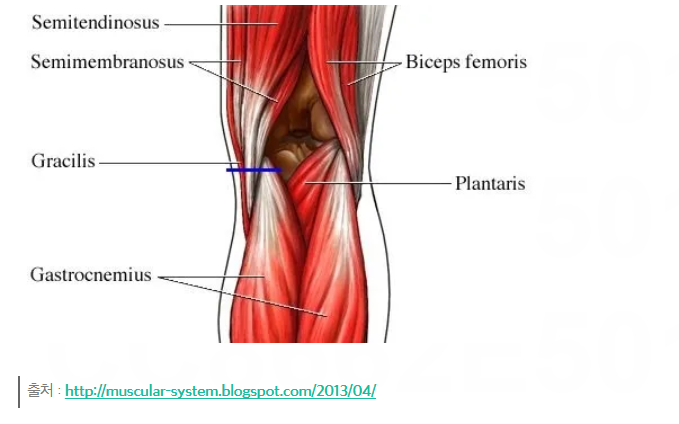 Semitendinosus
Semimembranosus
Biceps femoris
Gracilis
Plantaris
Gastrocnemius
출처 : http://muscular-system.blogspot.com/2013/04/